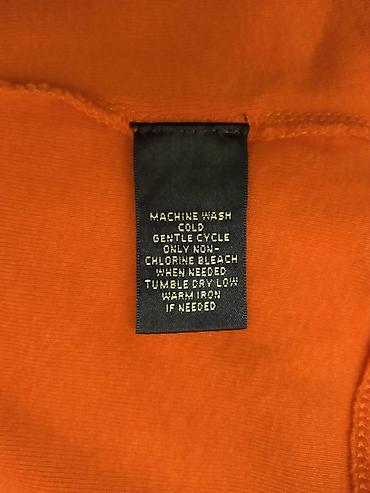 MACHINE WASH
COLD
GENTLE CYCLE
ONLY NON-
CHLORINE BLEACH
WHEN NEEDED
TUMBLE DRY LOW
WARM IRON
IF NEEDED